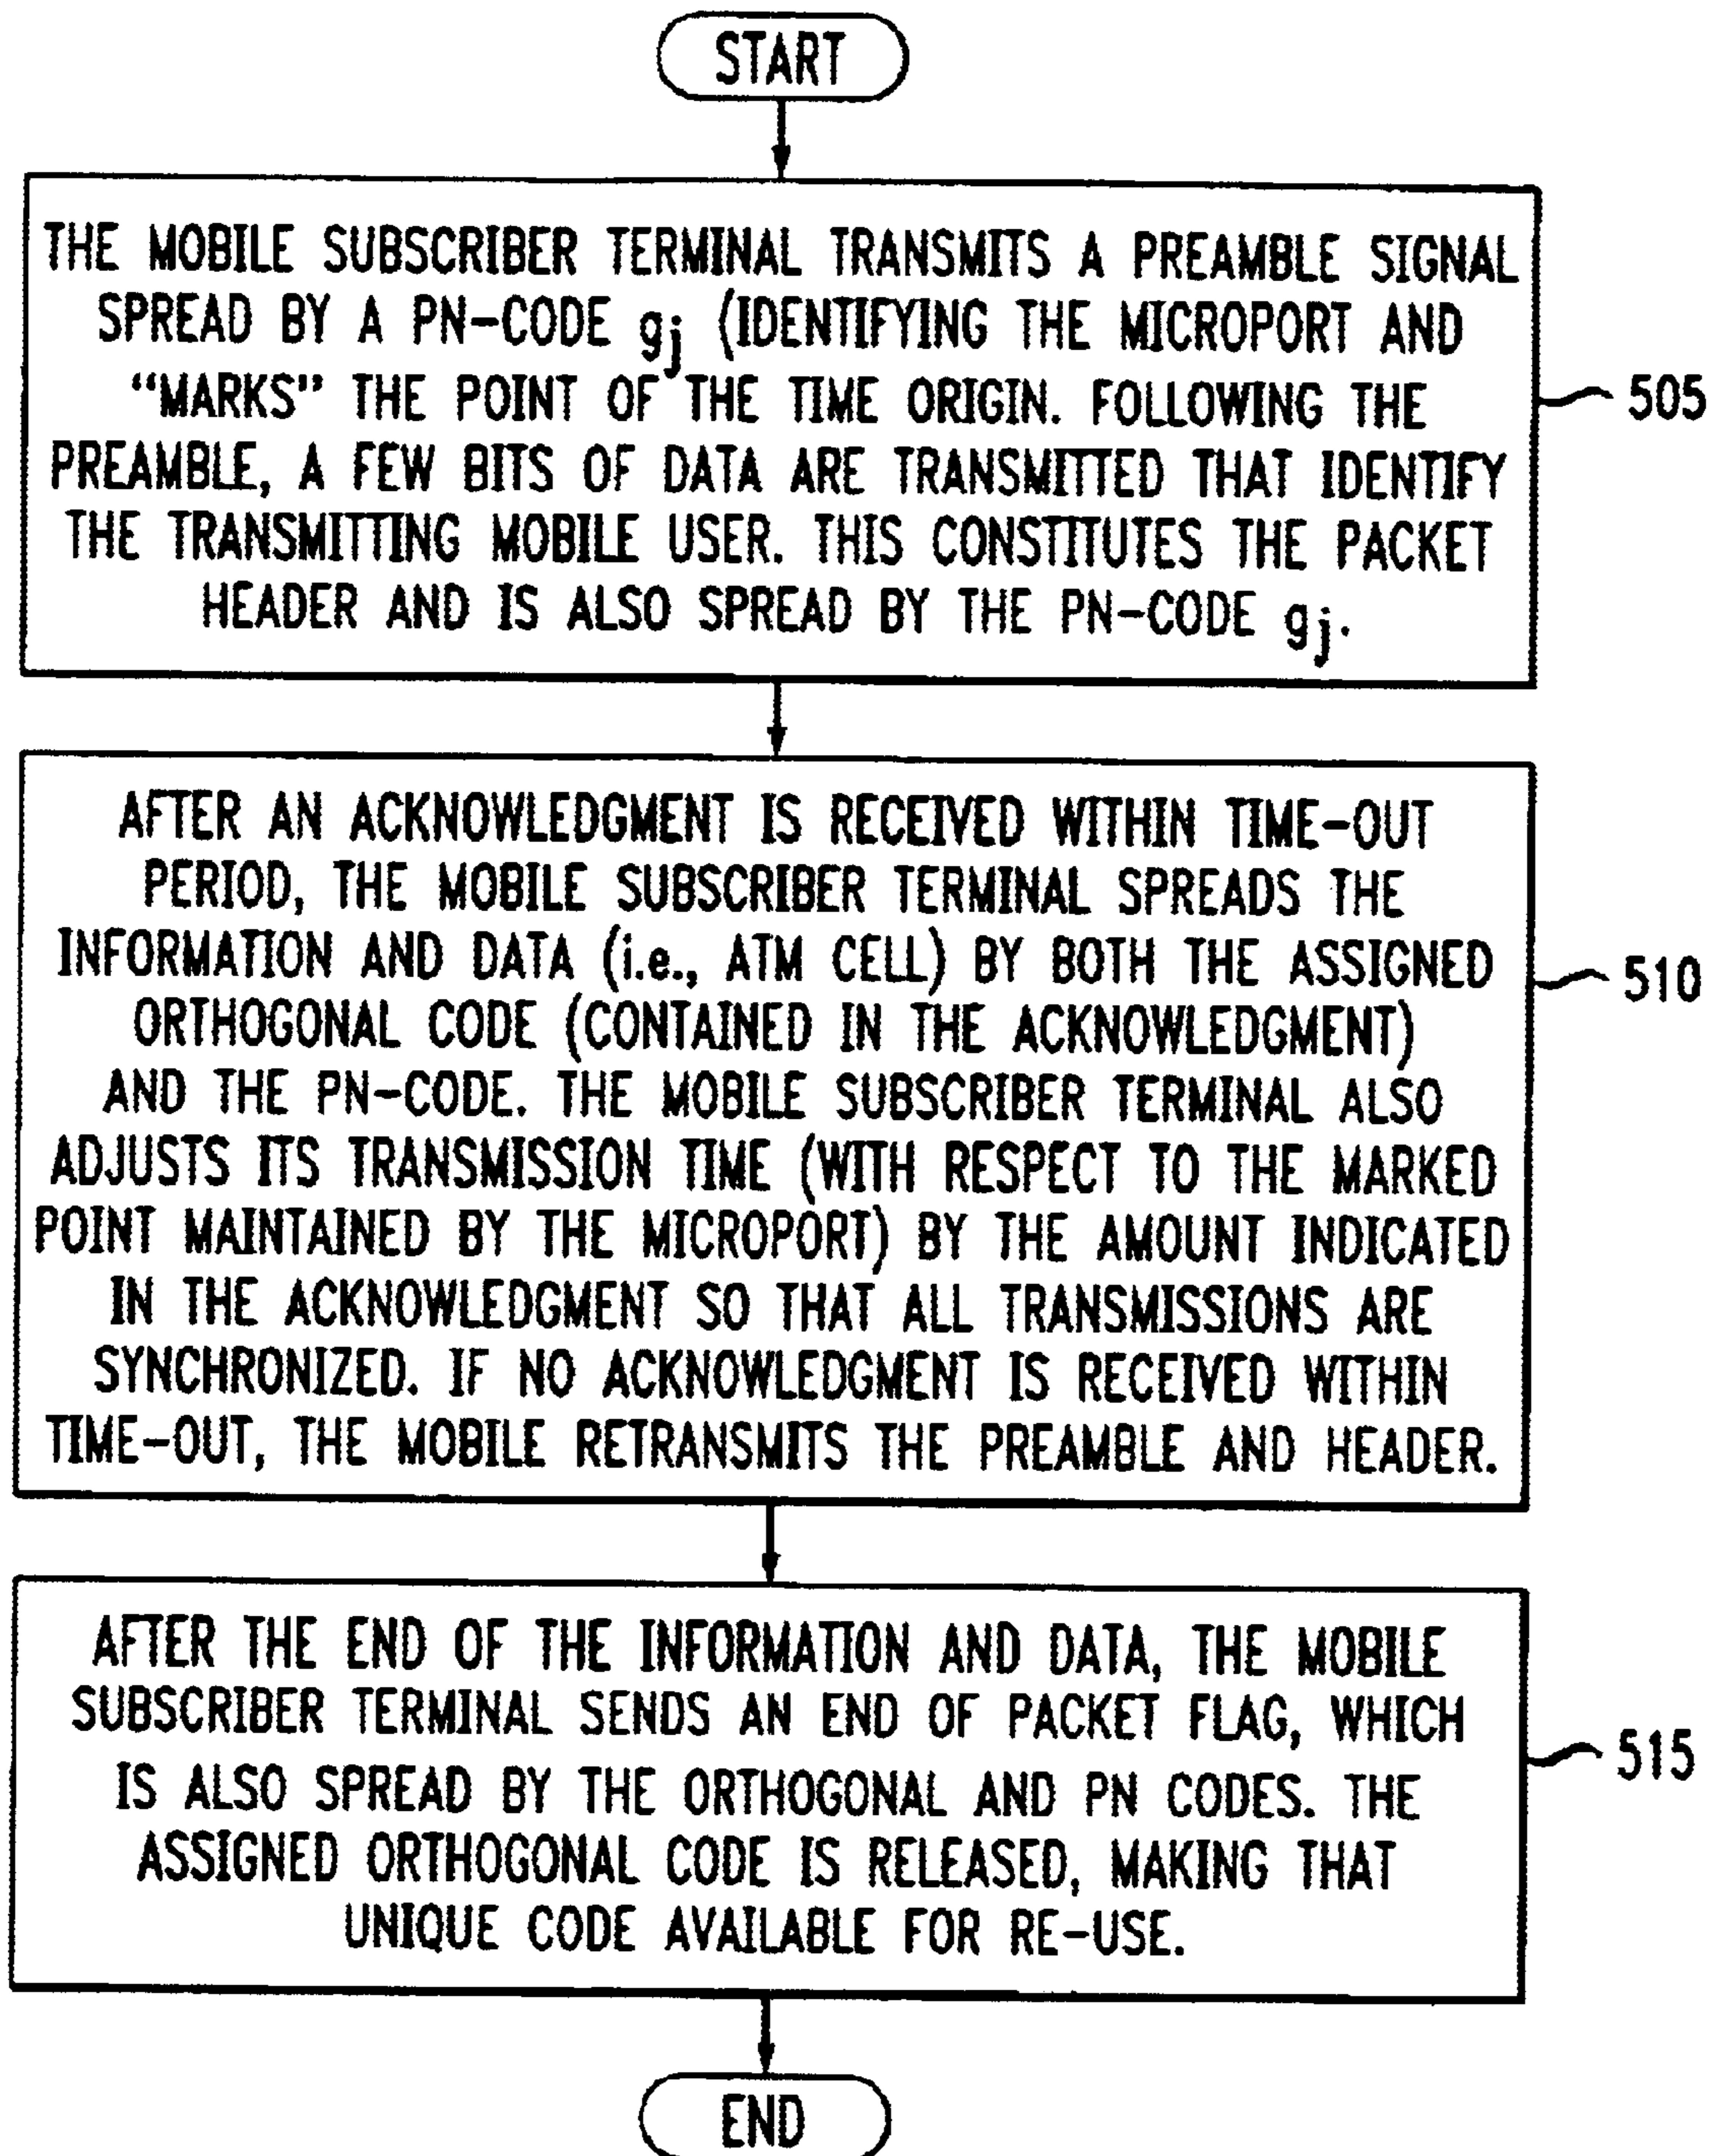 START
THE MOBILE SUBSCRIBER TERMINAL TRANSMITS A PREAMBLE SIGNAL
SPREAD BY A PN-CODE gj (IDENTIFYING THE MICROPORT AND
“MARKS” THE POINT OF THE TIME ORIGIN. FOLLOWING THE
PREAMBLE, A FEW BITS OF DATA ARE TRANSMITTED THAT IDENTIFY
THE TRANSMITTING MOBILE USER. THIS CONSTITUTES THE PACKET
HEADER AND IS ALSO SPREAD BY THE PN-CODE gj.
505
AFTER AN ACKNOWLEDGMENT IS RECEIVED WITHIN TIME-OUT
PERIOD, THE MOBILE SUBSCRIBER TERMINAL SPREADS THE
INFORMATION AND DATA (i.e., ATM CELL) BY BOTH THE ASSIGNED
ORTHOGONAL CODE (CONTAINED IN THE ACKNOWLEDGMENT)
AND THE PN-CODE. THE MOBILE SUBSCRIBER TERMINAL ALSO
ADJUSTS ITS TRANSMISSION TIME (WITH RESPECT TO THE MARKED
POINT MAINTAINED BY THE MICROPORT) BY THE AMOUNT INDICATED
IN THE ACKNOWLEDGMENT SO THAT ALL TRANSMISSIONS ARE
SYNCHRONIZED. IF NO ACKNOWLEDGMENT IS RECEIVED WITHIN
TIME-OUT, THE MOBILE RETRANSMITS THE PREAMBLE AND HEADER.
510
AFTER THE END OF THE INFORMATION AND DATA, THE MOBILE
SUBSCRIBER TERMINAL SENDS AN END OF PACKET FLAG, WHICH
IS ALSO SPREAD BY THE ORTHOGONAL AND PN CODES. THE
ASSIGNED ORTHOGONAL CODE IS RELEASED, MAKING THAT
UNIQUE CODE AVAILABLE FOR RE-USE.
515
END